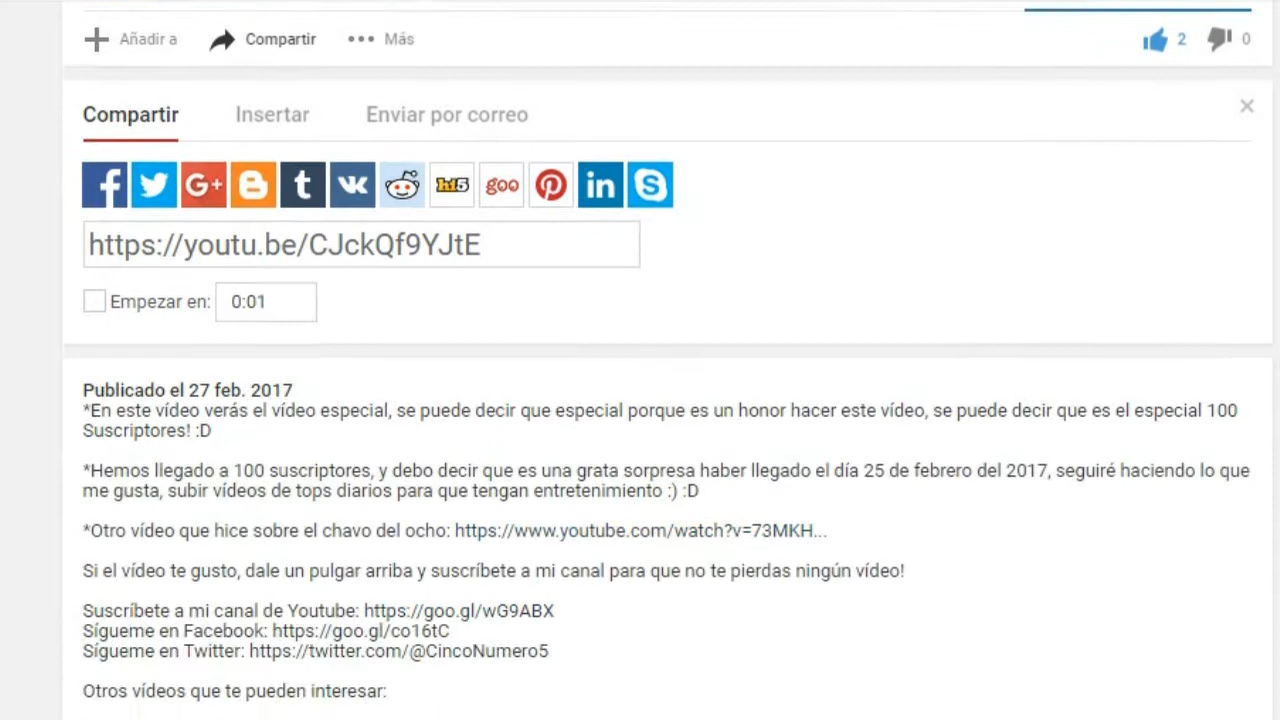 Añadir a Compartir Más 2 0
Compartir Insertar Enviar por correo
f G+ B t hi5 goo in S
https://youtu.be/CJckQf9YJtE
Empezar en: 0:01
Publicado el 27 feb. 2017
*En este vídeo verás el vídeo especial, se puede decir que especial porque es un honor hacer este vídeo, se puede decir que es el especial 100
Suscriptores! :D
*Hemos llegado a 100 suscriptores, y debo decir que es una grata sorpresa haber llegado el día 25 de febrero del 2017, seguiré haciendo lo que
me gusta, subir vídeos de tops diarios para que tengan entretenimiento :) :D
*Otro vídeo que hice sobre el chavo del ocho: https://www.youtube.com/watch?v=73MKH...
Si el vídeo te gusto, dale un pulgar arriba y suscríbete a mi canal para que no te pierdas ningún vídeo!
Suscríbete a mi canal de Youtube: https://goo.gl/wG9ABX
Sígueme en Facebook: https://goo.gl/co16tC
Sígueme en Twitter: https://twitter.com/@CincoNumero5
Otros vídeos que te pueden interesar: